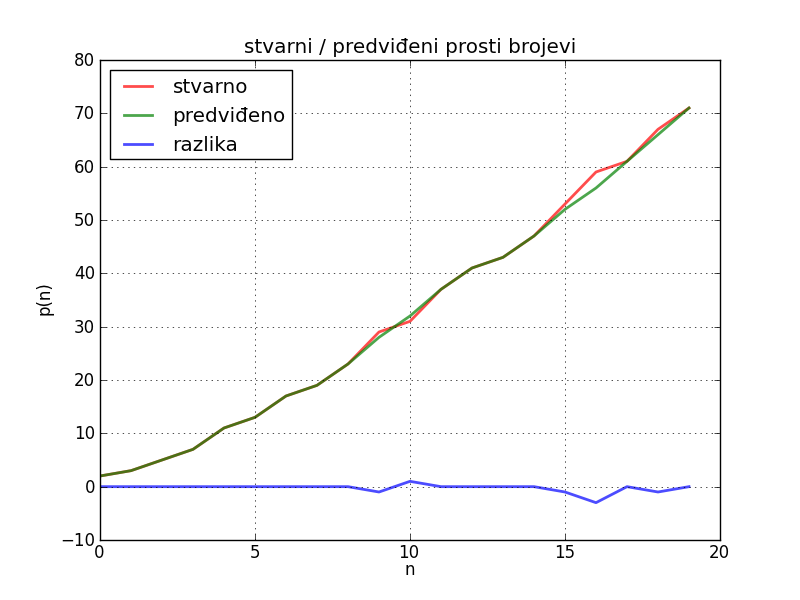 stvarni / predviđeni prosti brojevi
stvarno
predviđeno
razlika
80
70
60
50
40
30
20
10
0
−10
p(n)
0 5 10 15 20
n